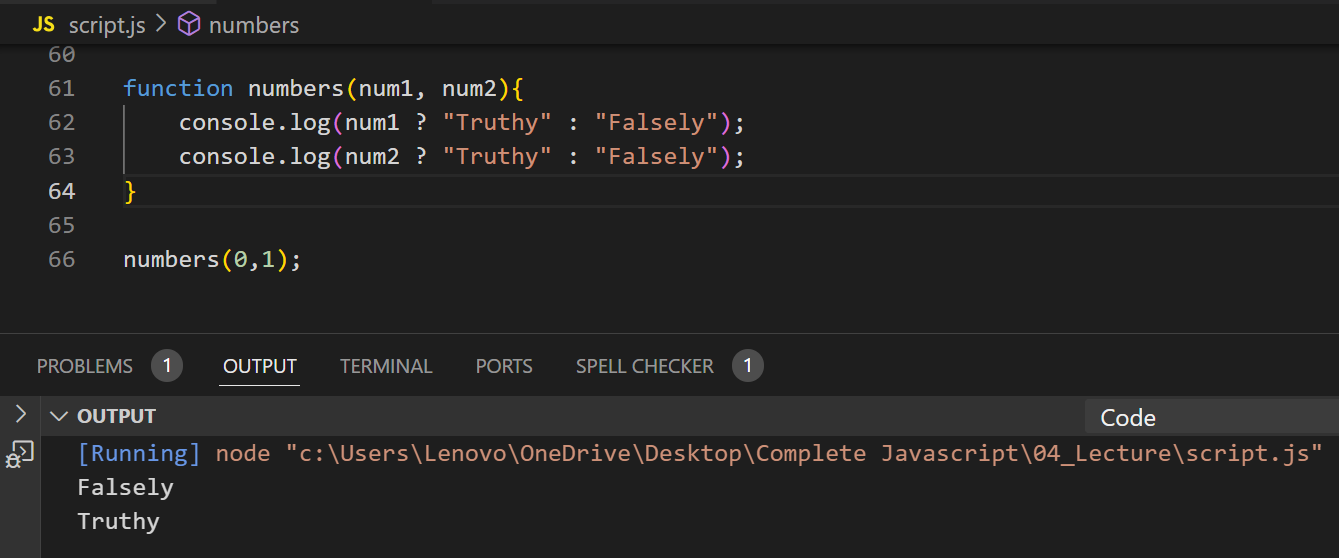 JS script.js > numbers
60
61 function numbers(num1, num2){
62 console.log(num1 ? "Truthy" : "Falsely");
63 console.log(num2 ? "Truthy" : "Falsely");
64 }
65
66 numbers(0,1);
PROBLEMS 1 OUTPUT TERMINAL PORTS SPELL CHECKER 1
OUTPUT Code
[Running] node "c:\Users\Lenovo\OneDrive\Desktop\Complete Javascript\04_Lecture\script.js"
Falsely
Truthy